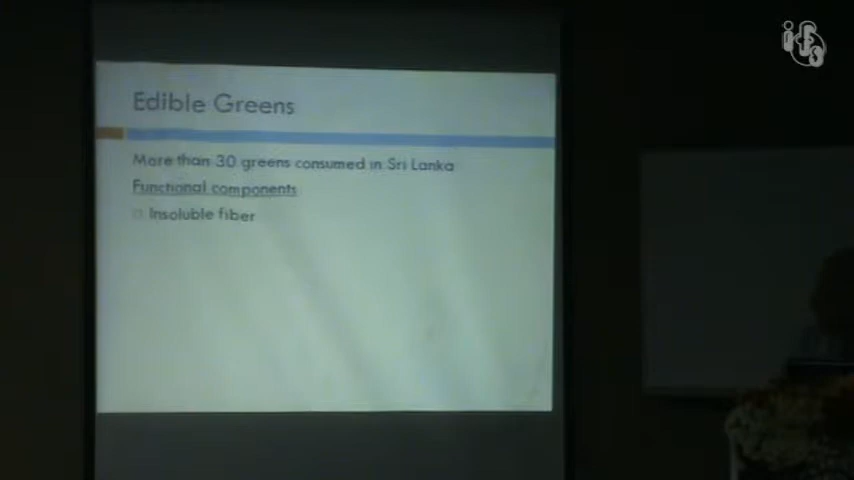 Edible Greens
More than 30 greens consumed in Sri Lanka
Functional components
Insoluble fiber